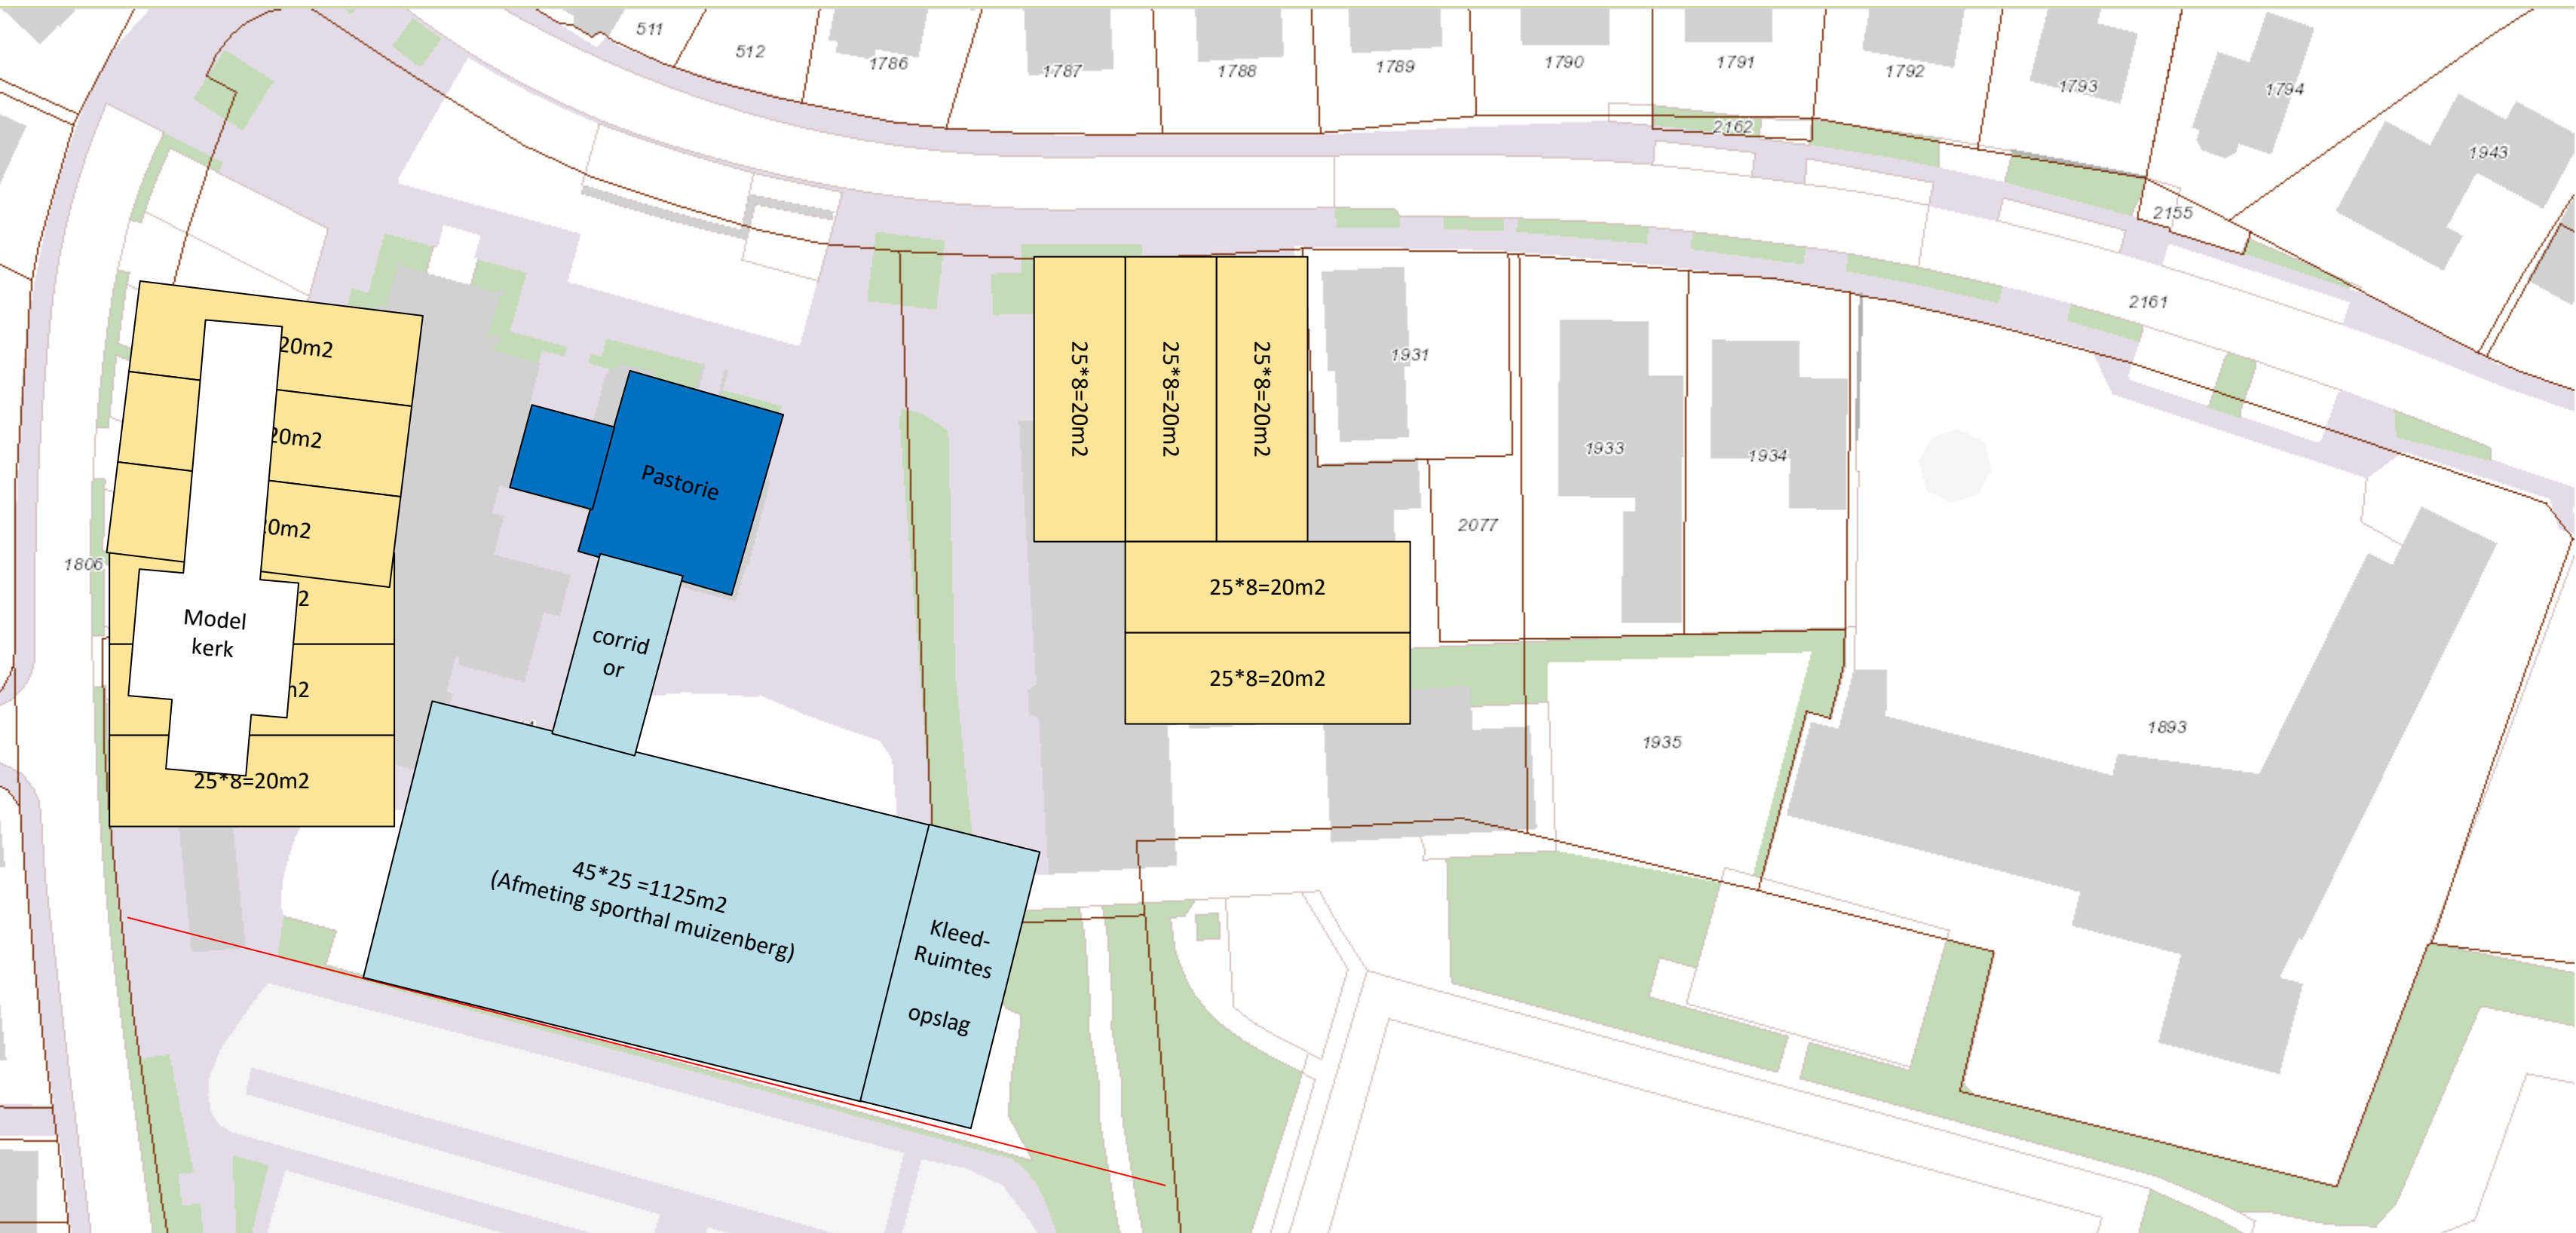 511
512
1786
1787
1788
1789
1790
1791
1792
1793
1794
1943
2162
2155
2161
1931
1933
1934
2077
1935
1893
1806
20m2
20m2
0m2
2
2
25*8=20m2
Model
kerk
Pastorie
corrid
or
25*8=20m2
25*8=20m2
25*8=20m2
25*8=20m2
25*8=20m2
45*25 =1125m2
(Afmeting sporthal muizenberg)
Kleed-
Ruimtes
opslag